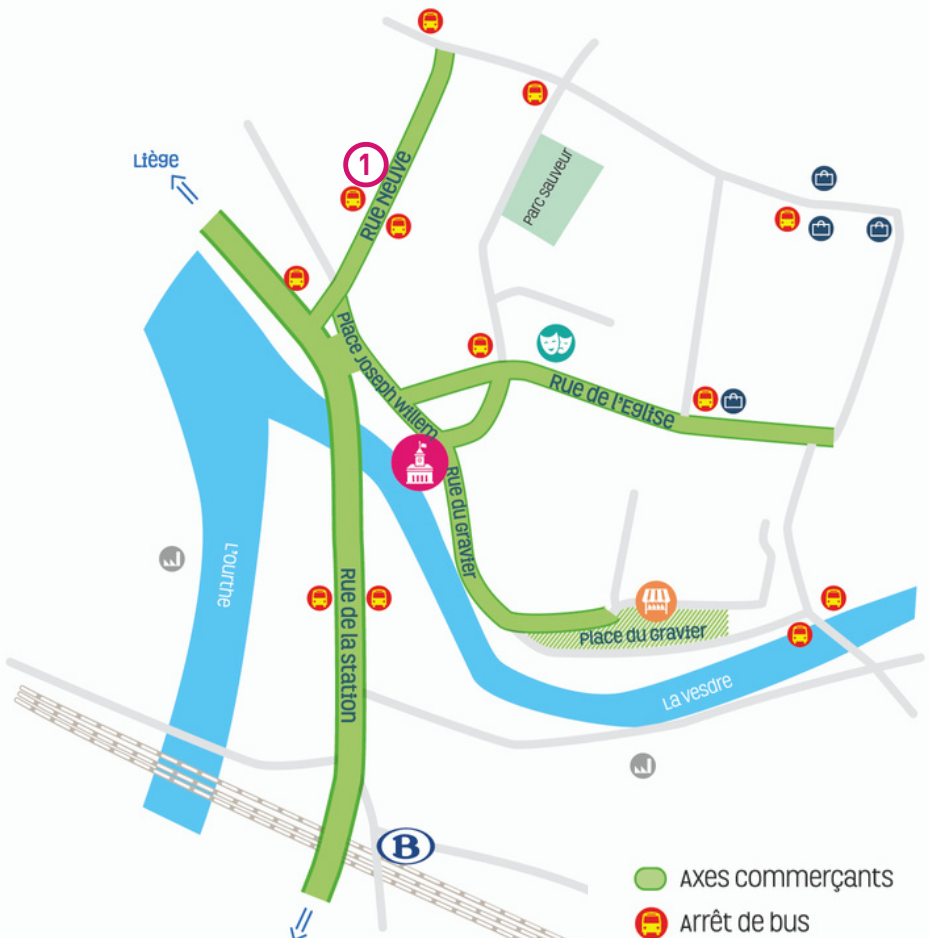 Liège
1
Rue Neuve
Parc sauveur
Place Joseph Willem
Rue de l'Eglise
Rue du Gravier
L'ourthe
Rue de la station
Place du Gravier
La vesdre
B
Axes commerçants
Arrêt de bus